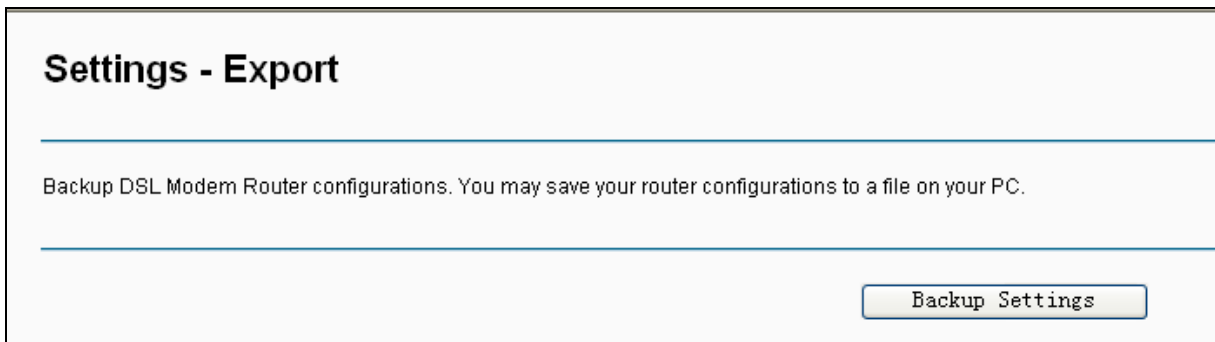 Settings - Export
Backup DSL Modem Router configurations. You may save your router configurations to a file on your PC.
Backup Settings